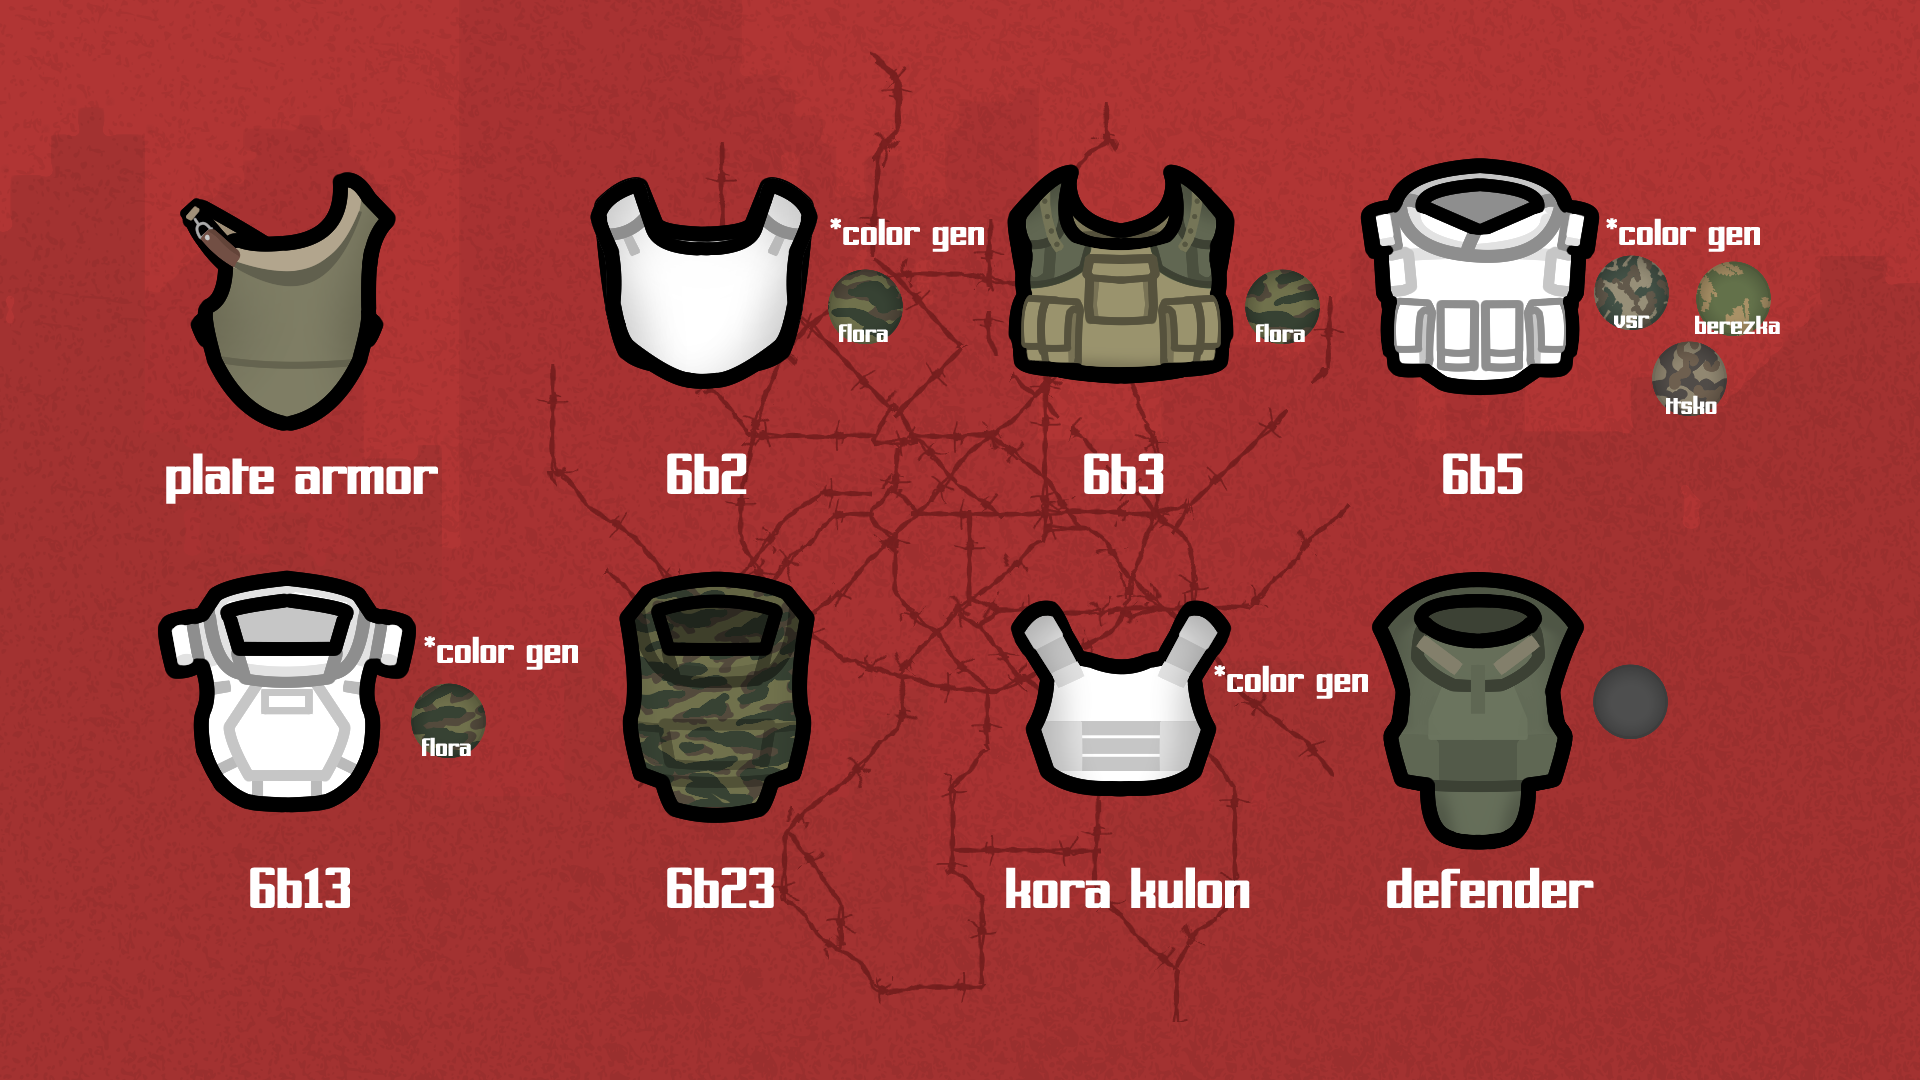 *color gen
flora
flora
*color gen
vsr
berezka
ttsko
plate armor
6b2
6b3
6b5
*color gen
flora
*color gen
6b13
6b23
kora kulon
defender